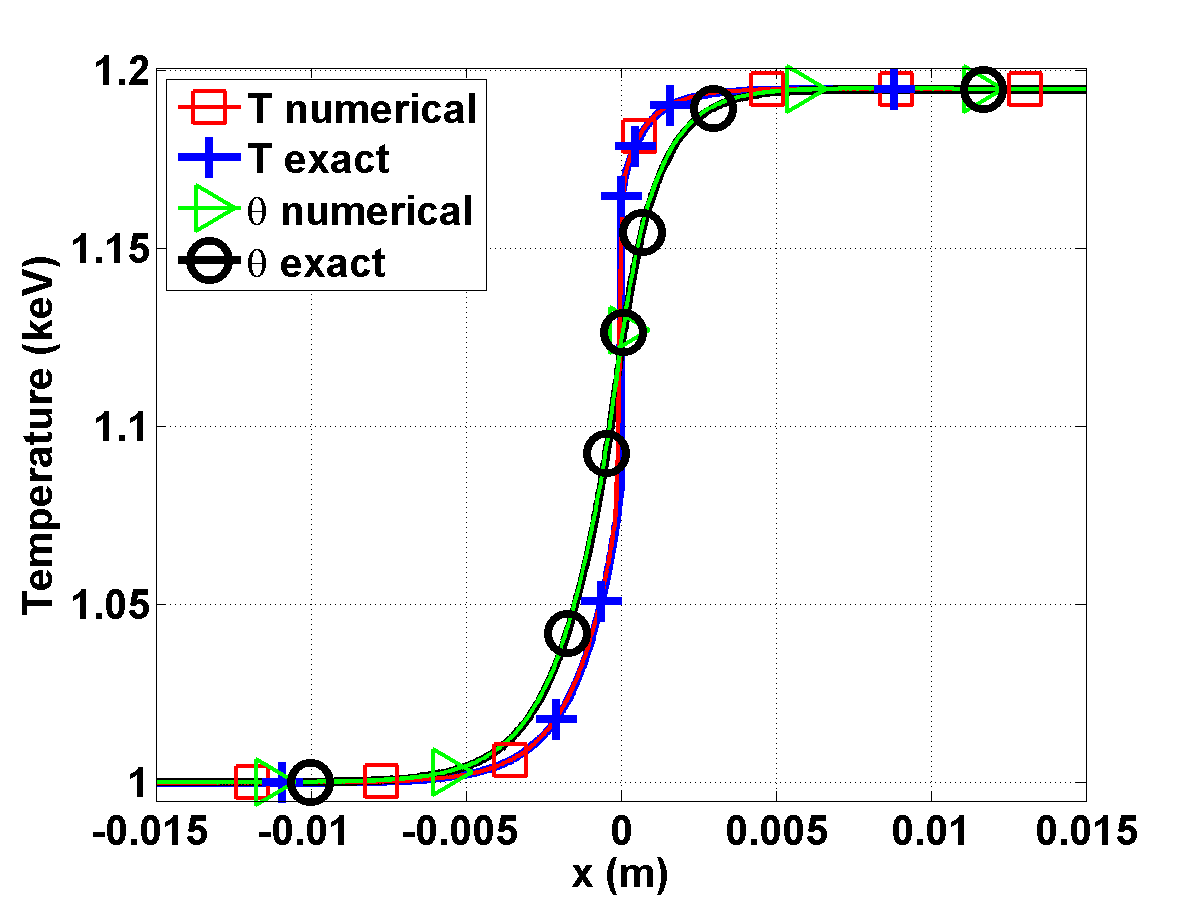 1.2
1.15
1.1
1.05
1
T numerical
T exact
θ numerical
θ exact
Temperature (keV)
-0.015 -0.01 -0.005 0 0.005 0.01 0.015
x (m)